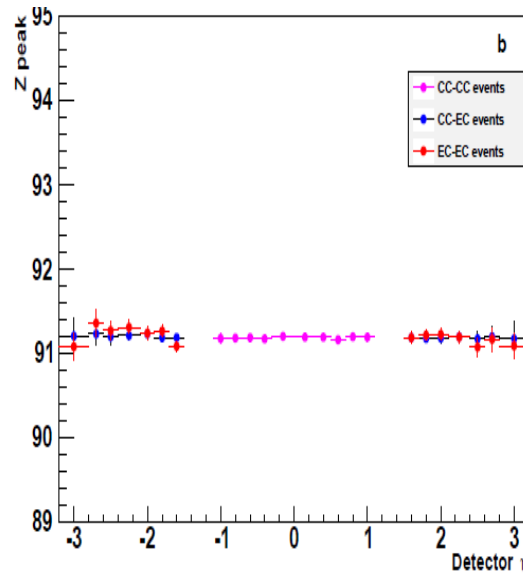 95
Z peak
b
CC-CC events
CC-EC events
EC-EC events
94
93
92
91
90
89
-3 -2 -1 0 1 2 3
Detector